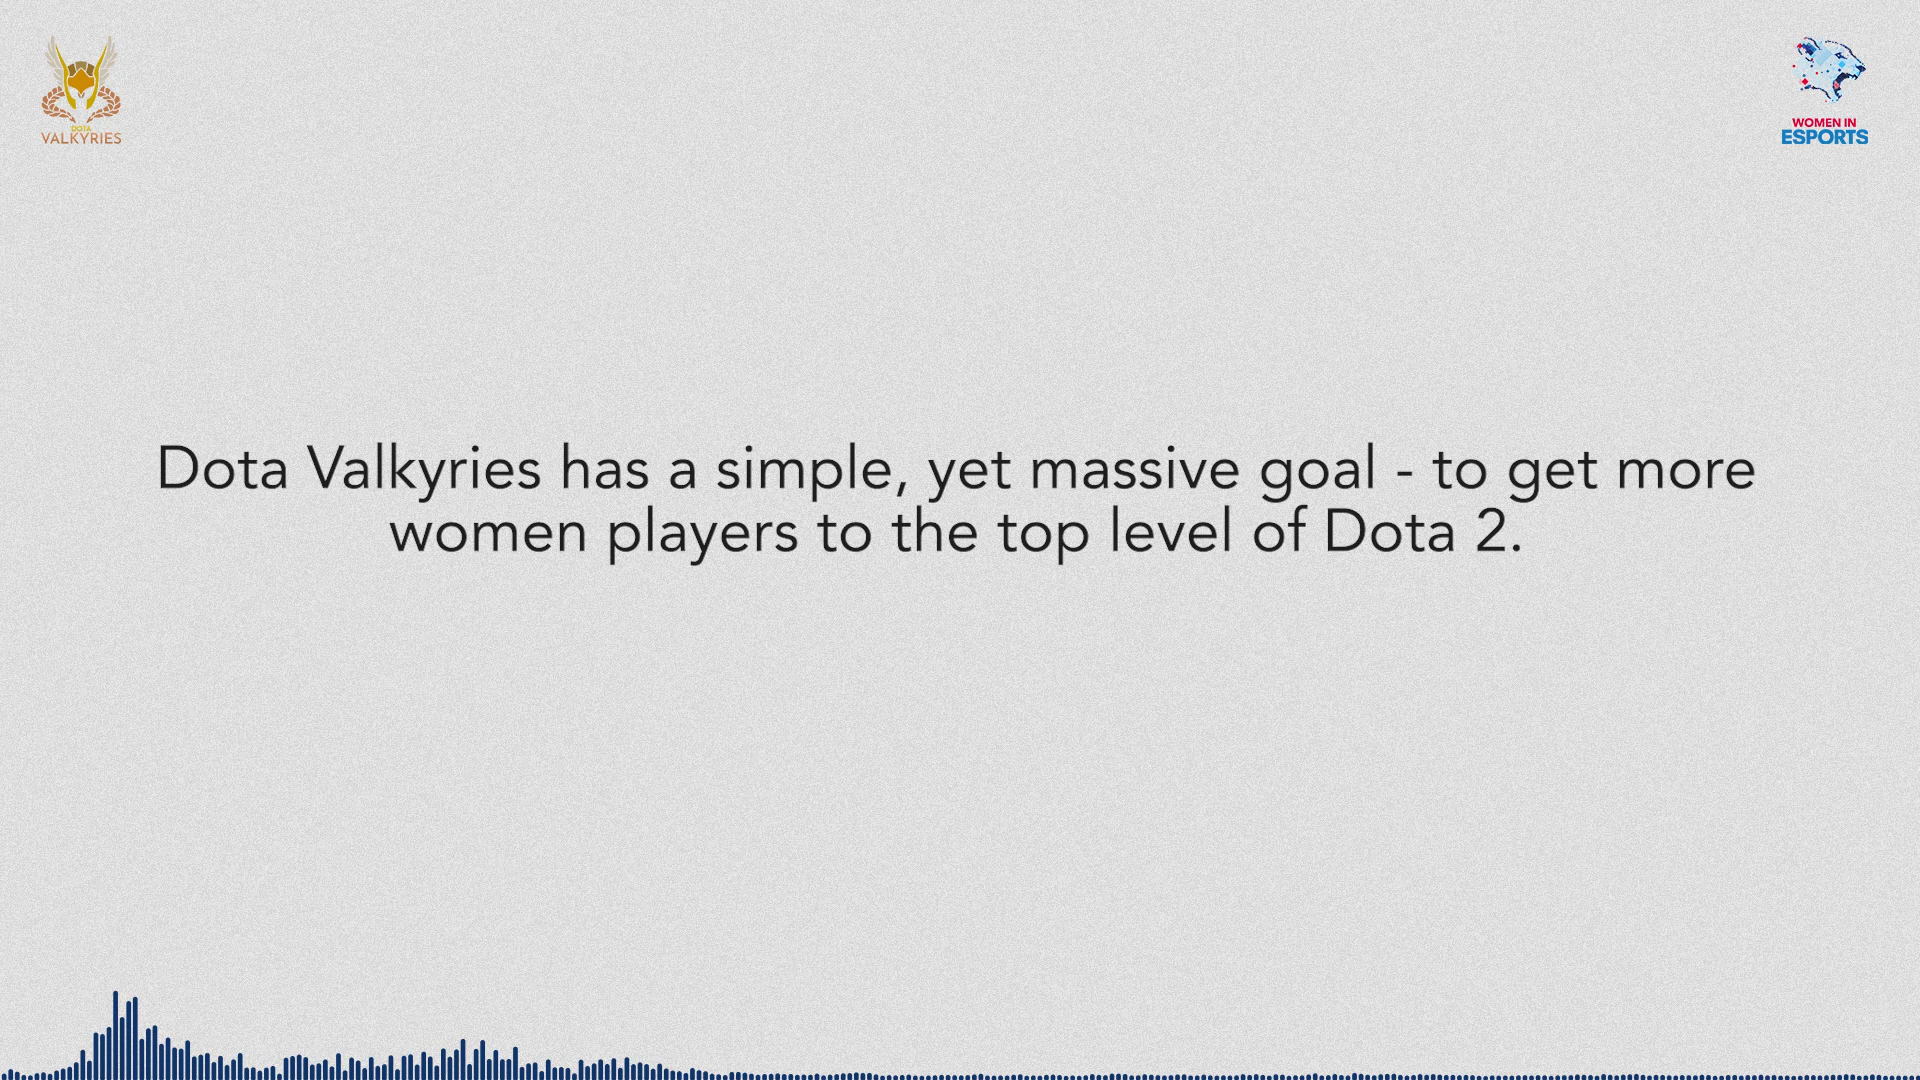 DOTA
VALKYRIES
WOMEN IN
ESPORTS
Dota Valkyries has a simple, yet massive goal - to get more
women players to the top level of Dota 2.